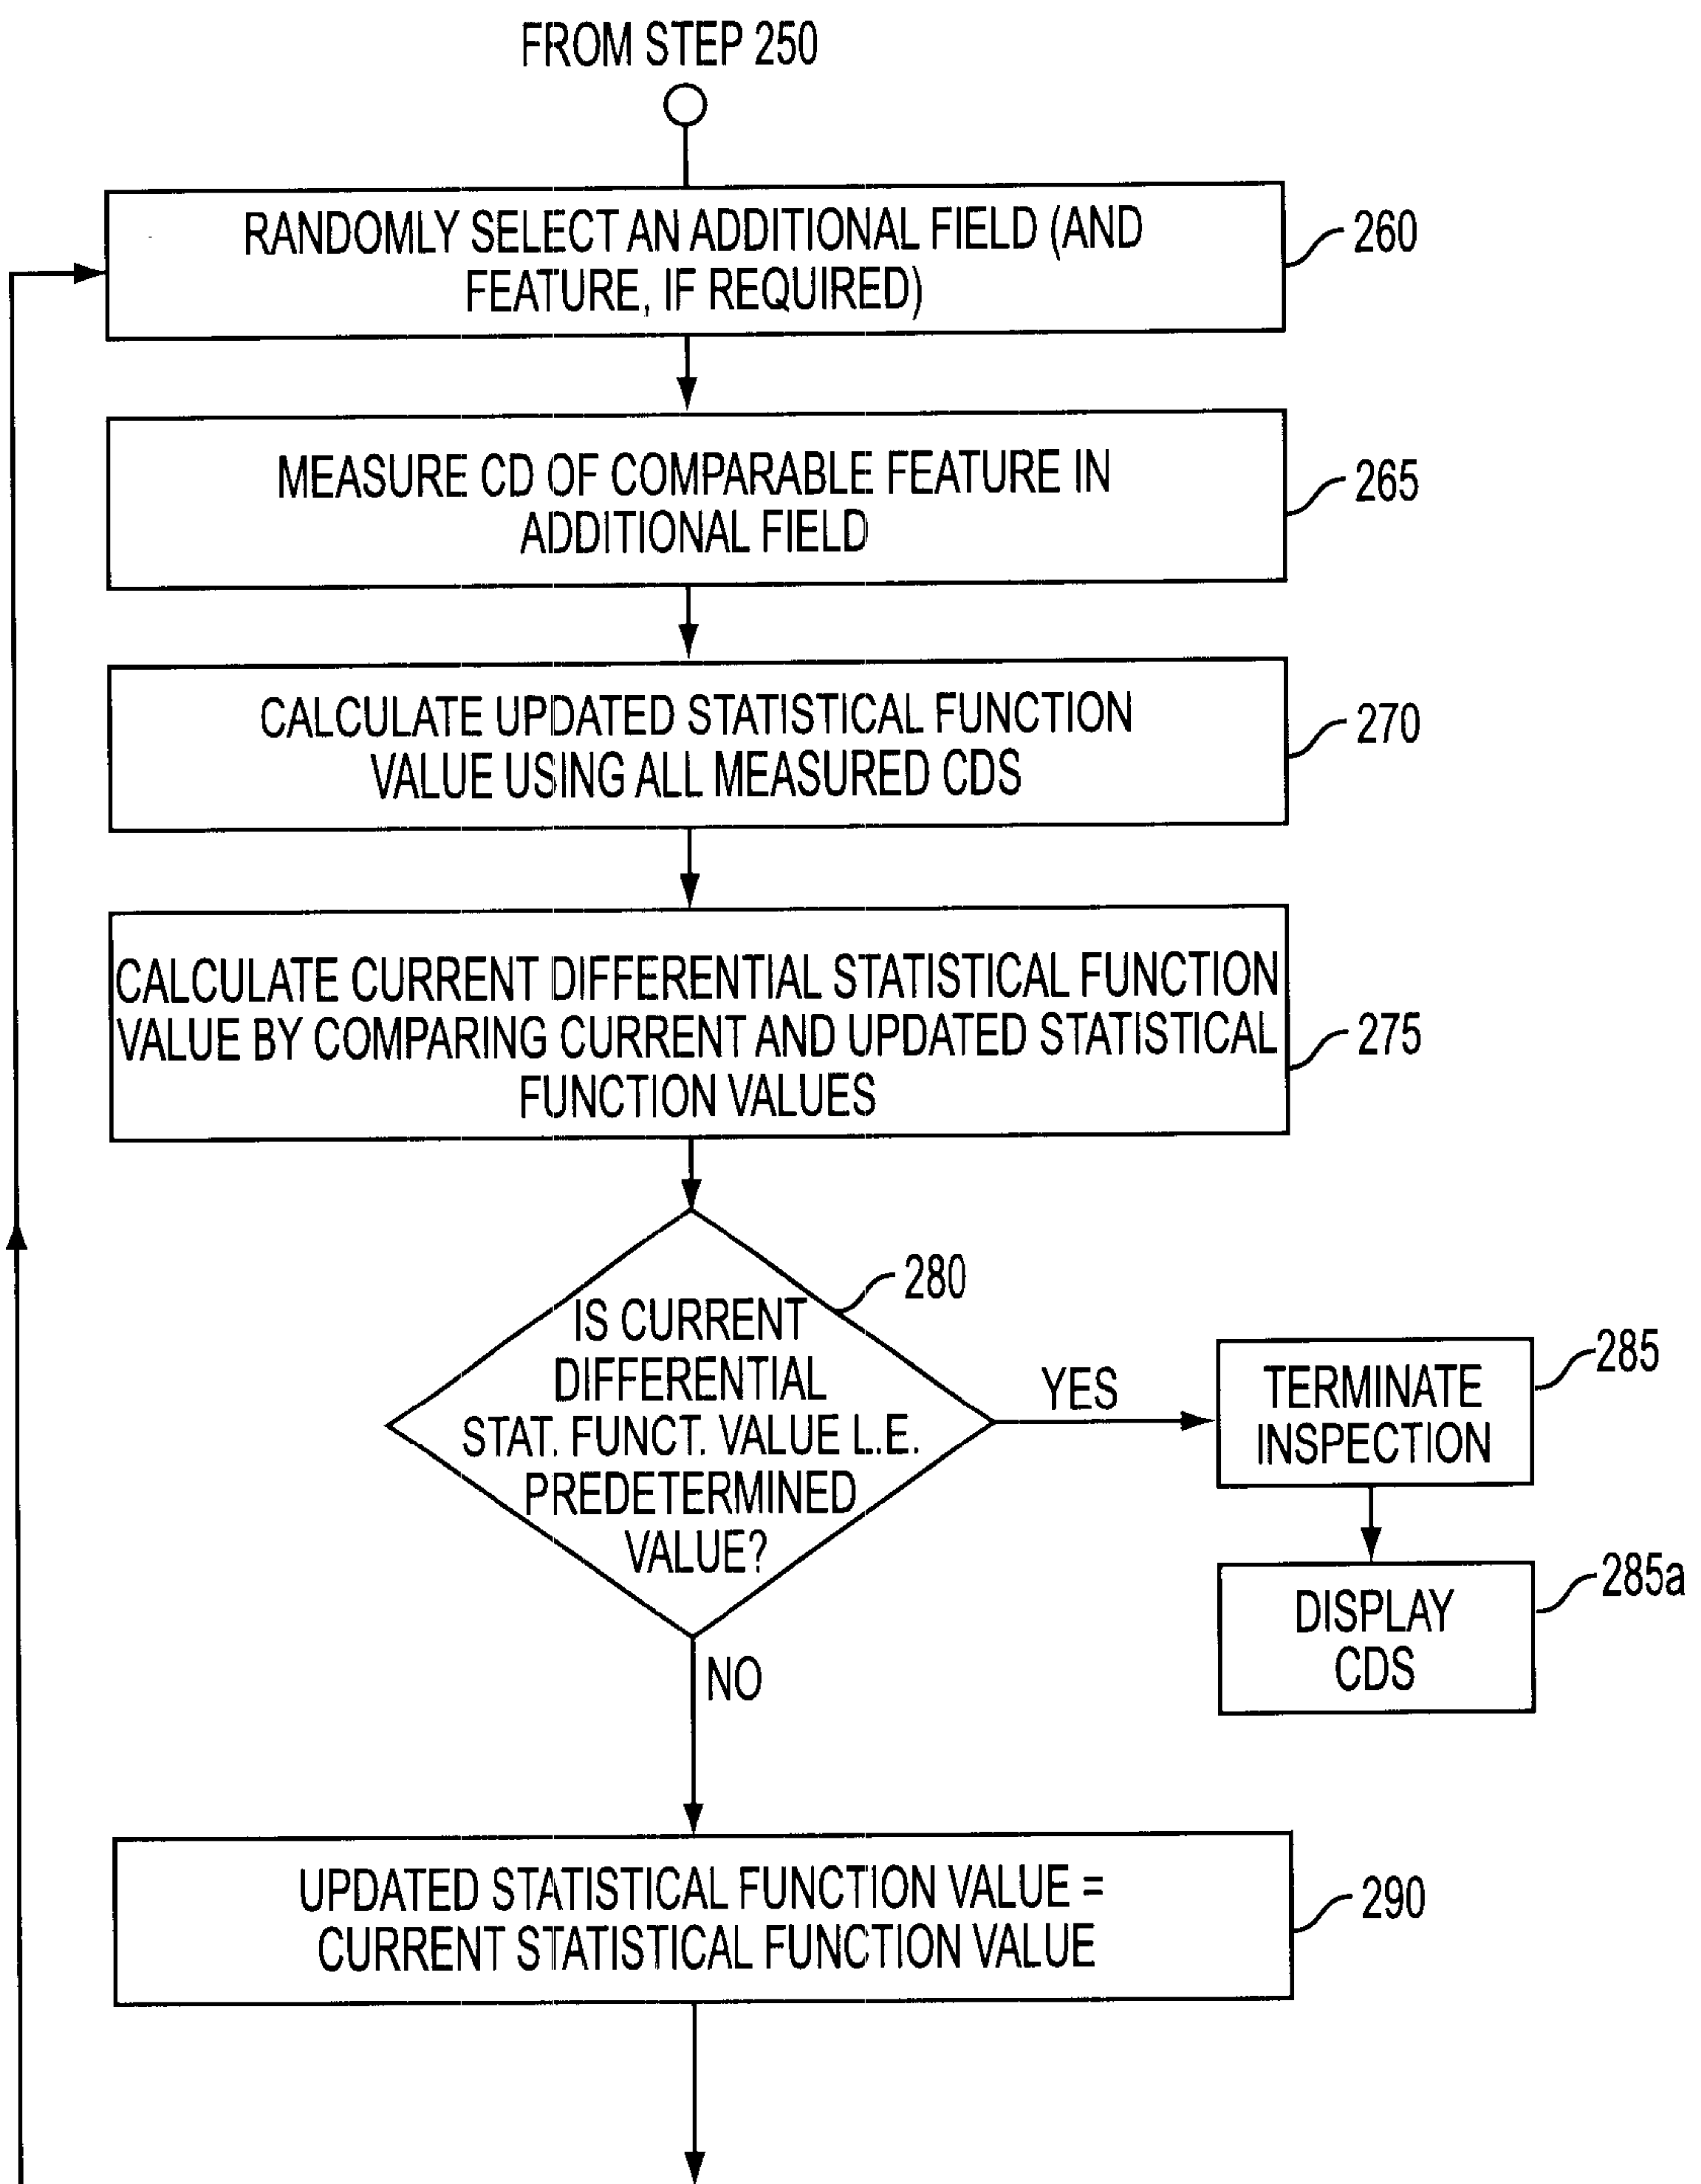 FROM STEP 250
RANDOMLY SELECT AN ADDITIONAL FIELD (AND
FEATURE, IF REQUIRED)
260
MEASURE CD OF COMPARABLE FEATURE IN
ADDITIONAL FIELD
265
CALCULATE UPDATED STATISTICAL FUNCTION
VALUE USING ALL MEASURED CDS
270
CALCULATE CURRENT DIFFERENTIAL STATISTICAL FUNCTION
VALUE BY COMPARING CURRENT AND UPDATED STATISTICAL
FUNCTION VALUES
275
IS CURRENT
DIFFERENTIAL
STAT. FUNCT. VALUE L.E.
PREDETERMINED
VALUE?
280
YES
TERMINATE
INSPECTION
285
DISPLAY
CDS
285a
NO
UPDATED STATISTICAL FUNCTION VALUE =
CURRENT STATISTICAL FUNCTION VALUE
290